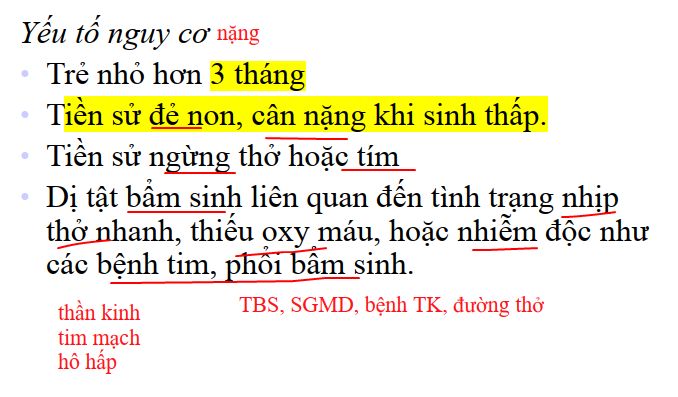 Yếu tố nguy cơ nặng
• Trẻ nhỏ hơn 3 tháng
• Tiền sử đẻ non, cân nặng khi sinh thấp.
• Tiền sử ngừng thở hoặc tím
• Dị tật bẩm sinh liên quan đến tình trạng nhịp
thở nhanh, thiếu oxy máu, hoặc nhiễm độc như
các bệnh tim, phổi bẩm sinh.
TBS, SGMD, bệnh TK, đường thở
thần kinh
tim mạch
hô hấp